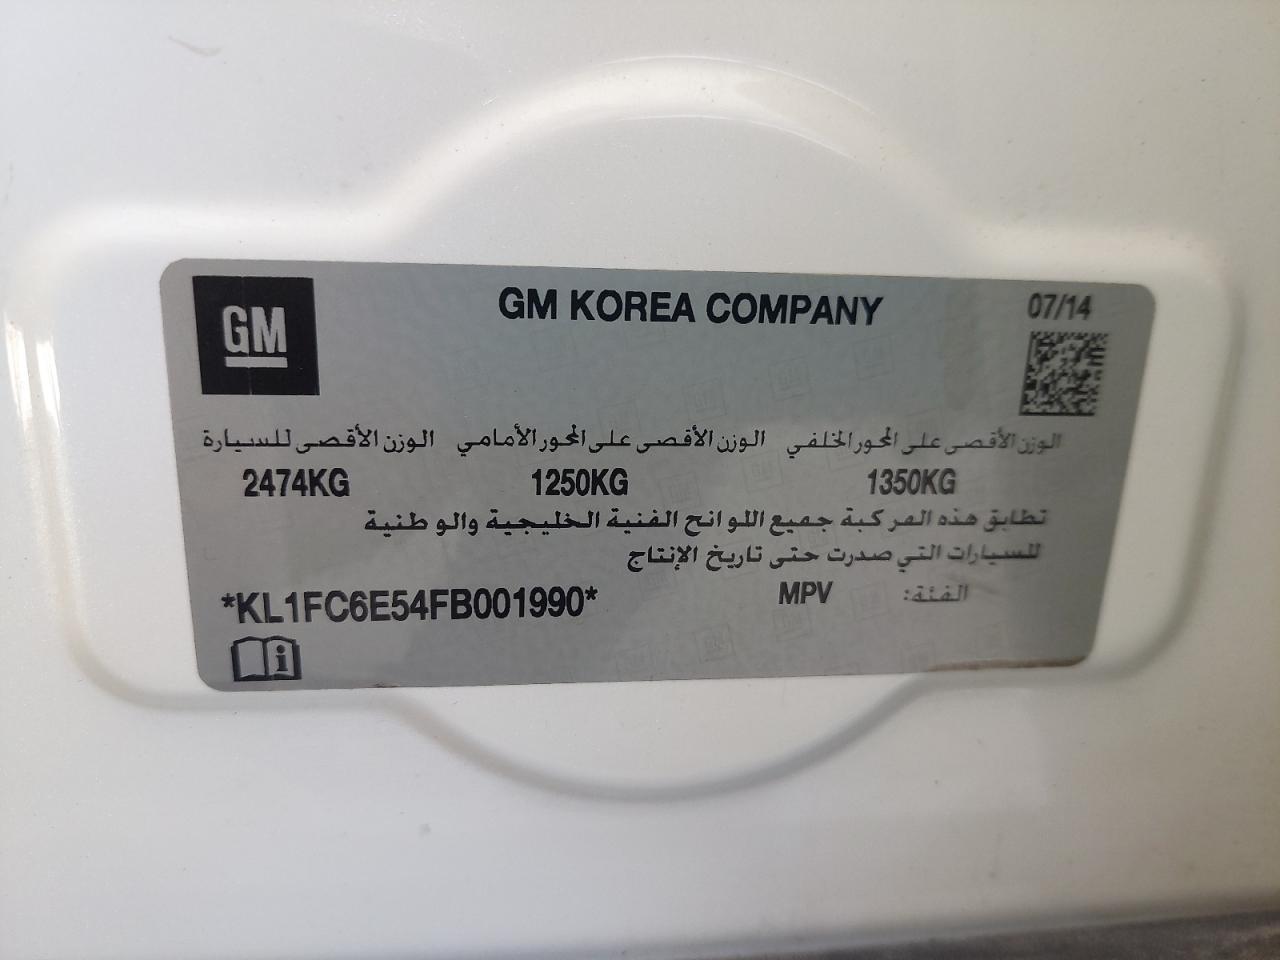 GM
GM KOREA COMPANY
07/14
الوزن الأقصى على المحور الخلفي الوزن الأقصى على المحور الأمامي الوزن الأقصى للسيارة
2474KG 1250KG 1350KG
تطابق هذه المركبة جميع اللوائح الفنية الخليجية والوطنية
للسيارات التي صدرت حتى تاريخ الإنتاج
الفئة: MPV
*KL1FC6E54FB001990*